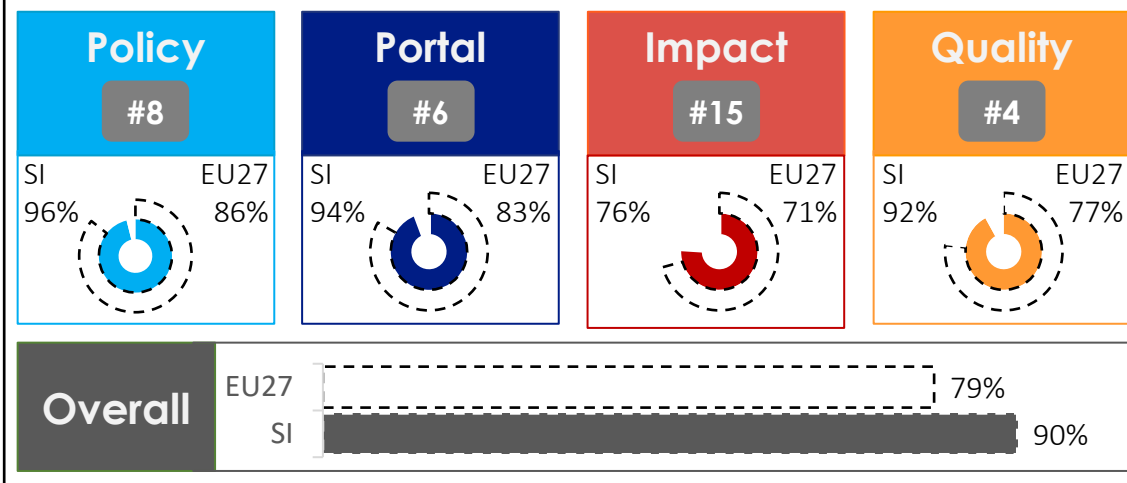 Policy
#8
SI EU27
96% 86%
Portal
#6
SI EU27
94% 83%
Impact
#15
SI EU27
76% 71%
Quality
#4
SI EU27
92% 77%
Overall
EU27 79%
SI 90%